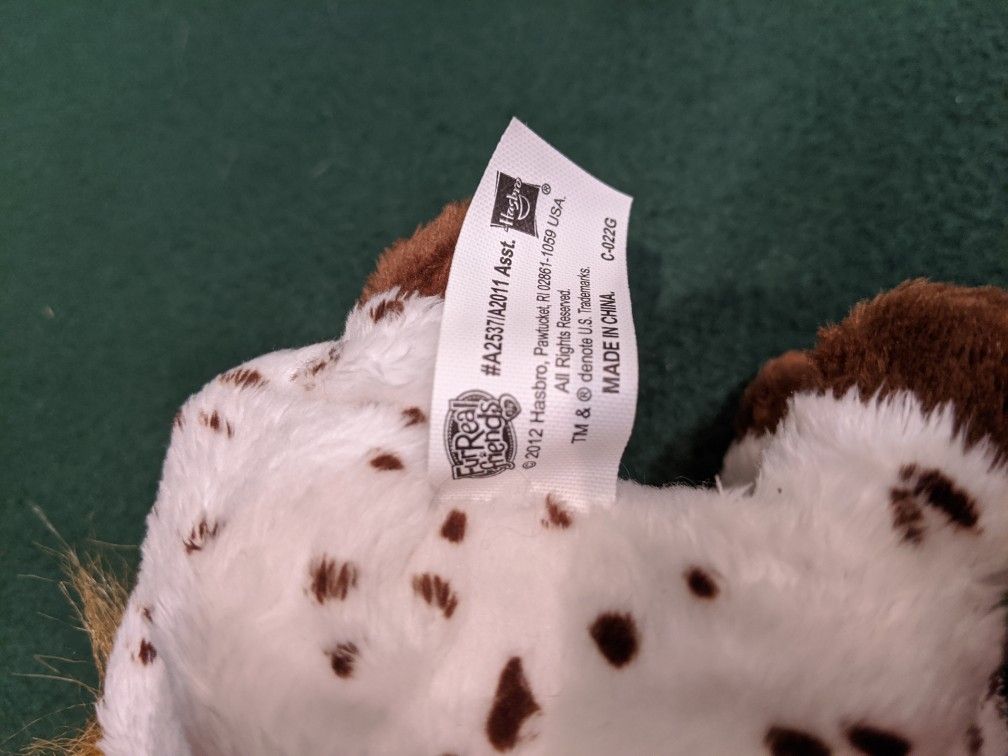 Hasbro ®
FurReal friends
#A2537/A2011 Asst.
© 2012 Hasbro, Pawtucket, RI 02861-1059 USA.
All Rights Reserved.
TM & ® denote U.S. Trademarks.
MADE IN CHINA. C-022G